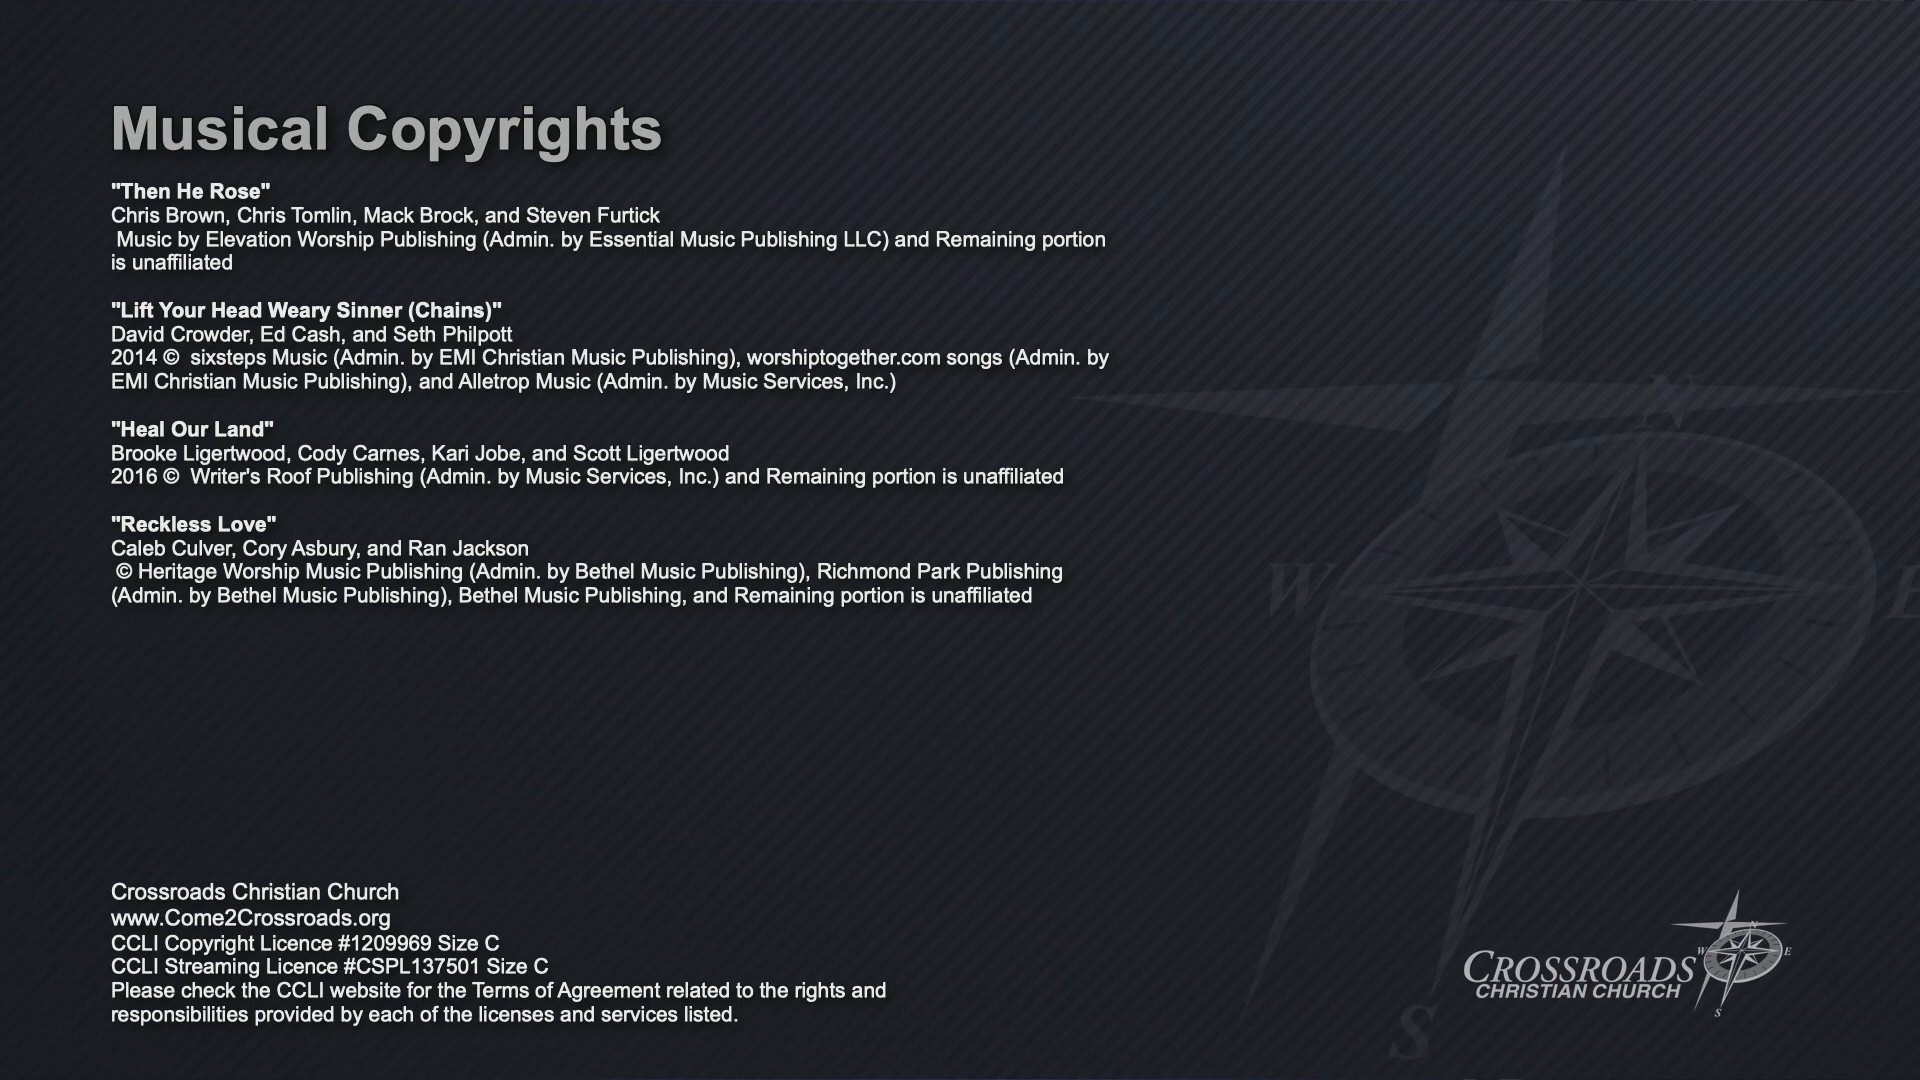 Musical Copyrights
"Then He Rose"
Chris Brown, Chris Tomlin, Mack Brock, and Steven Furtick
Music by Elevation Worship Publishing (Admin. by Essential Music Publishing LLC) and Remaining portion
is unaffiliated
"Lift Your Head Weary Sinner (Chains)"
David Crowder, Ed Cash, and Seth Philpott
2014 ©  sixsteps Music (Admin. by EMI Christian Music Publishing), worshiptogether.com songs (Admin. by
EMI Christian Music Publishing), and Alletrop Music (Admin. by Music Services, Inc.)
"Heal Our Land"
Brooke Ligertwood, Cody Carnes, Kari Jobe, and Scott Ligertwood
2016 ©  Writer's Roof Publishing (Admin. by Music Services, Inc.) and Remaining portion is unaffiliated
"Reckless Love"
Caleb Culver, Cory Asbury, and Ran Jackson
© Heritage Worship Music Publishing (Admin. by Bethel Music Publishing), Richmond Park Publishing
(Admin. by Bethel Music Publishing), Bethel Music Publishing, and Remaining portion is unaffiliated
N
W
E
S
Crossroads Christian Church
www.Come2Crossroads.org
CCLI Copyright Licence #1209969 Size C
CCLI Streaming Licence #CSPL137501 Size C
Please check the CCLI website for the Terms of Agreement related to the rights and
responsibilities provided by each of the licenses and services listed.
N
W
E
S
CROSSROADS
CHRISTIAN CHURCH